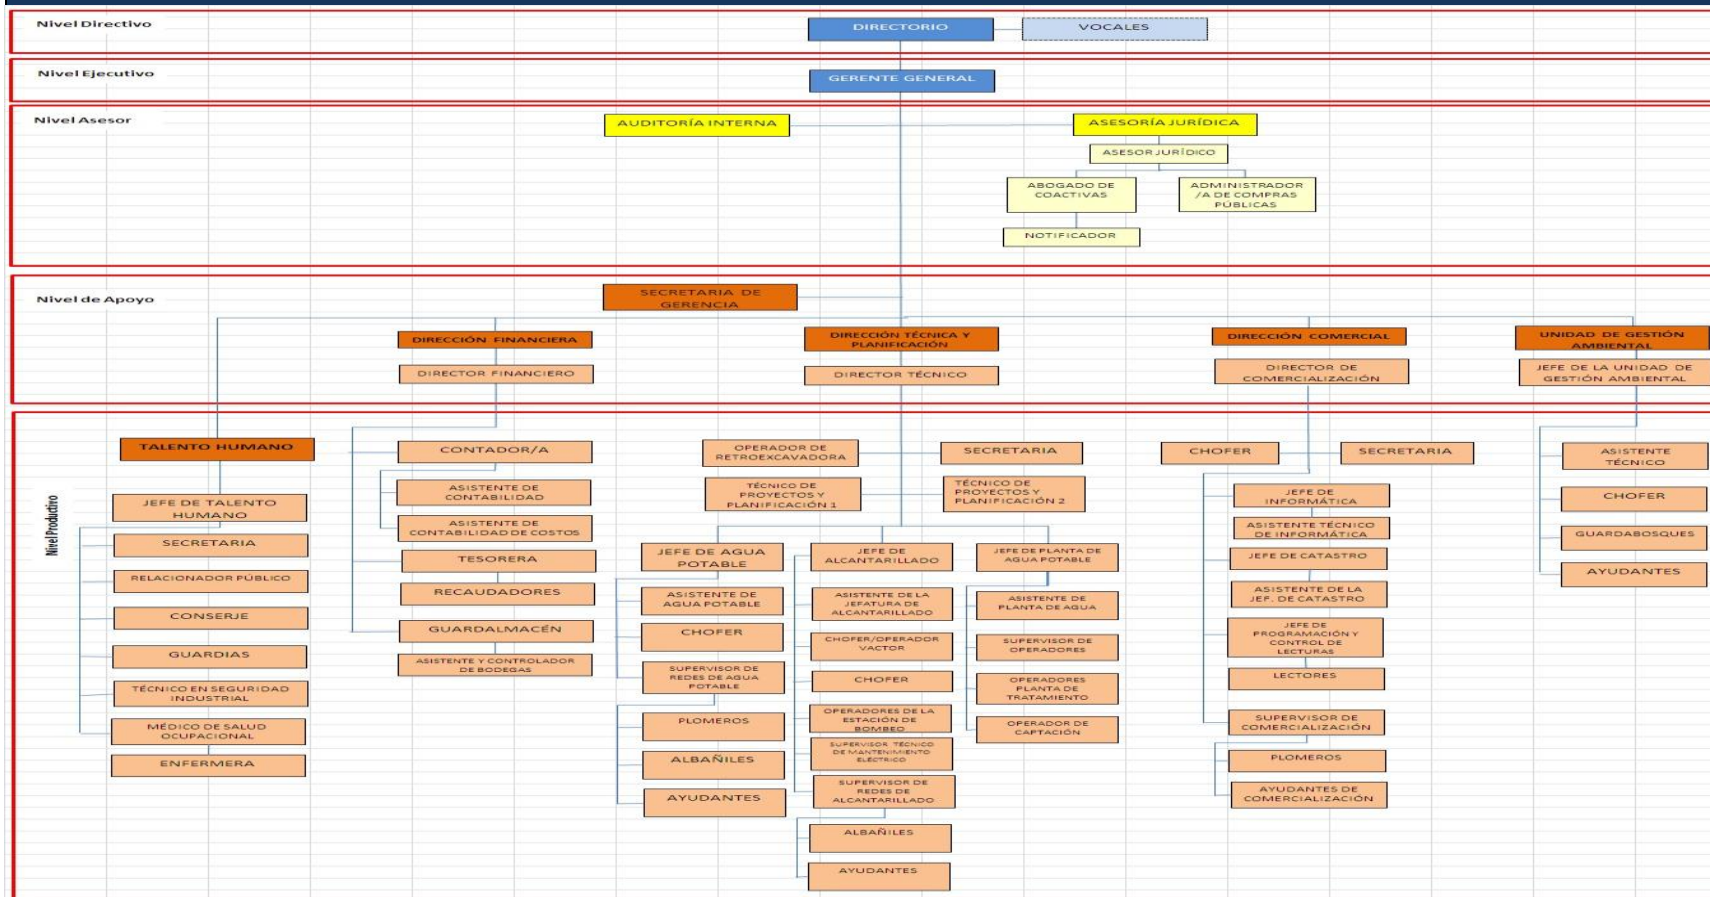 Nivel Directivo
DIRECTORIO
VOCALES
Nivel Ejecutivo
GERENTE GENERAL
Nivel Asesor
AUDITORÍA INTERNA
ASESORÍA JURÍDICA
ASESOR JURÍDICO
ABOGADO DE
COACTIVAS
ADMINISTRADOR
/A DE COMPRAS
PÚBLICAS
NOTIFICADOR
Nivel de Apoyo
SECRETARIA DE
GERENCIA
DIRECCIÓN FINANCIERA
DIRECTOR FINANCIERO
DIRECCIÓN TÉCNICA Y
PLANIFICACIÓN
DIRECTOR TÉCNICO
DIRECCIÓN COMERCIAL
DIRECTOR DE
COMERCIALIZACIÓN
UNIDAD DE GESTIÓN
AMBIENTAL
JEFE DE LA UNIDAD DE
GESTIÓN AMBIENTAL
Nivel Productivo
TALENTO HUMANO
JEFE DE TALENTO
HUMANO
SECRETARIA
RELACIONADOR PÚBLICO
CONSERJE
GUARDIAS
TÉCNICO EN SEGURIDAD
INDUSTRIAL
MÉDICO DE SALUD
OCUPACIONAL
ENFERMERA
CONTADOR/A
ASISTENTE DE
CONTABILIDAD
ASISTENTE DE
CONTABILIDAD DE COSTOS
TESORERA
RECAUDADORES
GUARDALMACÉN
ASISTENTE Y CONTROLADOR
DE BODEGAS
OPERADOR DE
RETROEXCAVADORA
SECRETARIA
TÉCNICO DE
PROYECTOS Y
PLANIFICACIÓN 1
TÉCNICO DE
PROYECTOS Y
PLANIFICACIÓN 2
JEFE DE AGUA
POTABLE
ASISTENTE DE
AGUA POTABLE
CHOFER
SUPERVISOR DE
REDES DE AGUA
POTABLE
PLOMEROS
ALBAÑILES
AYUDANTES
JEFE DE
ALCANTARILLADO
ASISTENTE DE LA
JEFATURA DE
ALCANTARILLADO
CHOFER/OPERADOR
VACTOR
CHOFER
OPERADORES DE LA
ESTACIÓN DE
BOMBEO
SUPERVISOR TÉCNICO
DE MANTENIMIENTO
ELÉCTRICO
SUPERVISOR DE
REDES DE
ALCANTARILLADO
ALBAÑILES
AYUDANTES
JEFE DE PLANTA DE
AGUA POTABLE
ASISTENTE DE
PLANTA DE AGUA
SUPERVISOR DE
OPERADORES
OPERADORES
PLANTA DE
TRATAMIENTO
OPERADOR DE
CAPTACIÓN
CHOFER
SECRETARIA
JEFE DE
INFORMÁTICA
ASISTENTE TÉCNICO
DE INFORMÁTICA
JEFE DE CATASTRO
ASISTENTE DE LA
JEF. DE CATASTRO
JEFE DE
PROGRAMACIÓN Y
CONTROL DE
LECTURAS
LECTORES
SUPERVISOR DE
COMERCIALIZACIÓN
PLOMEROS
AYUDANTES DE
COMERCIALIZACIÓN
ASISTENTE
TÉCNICO
CHOFER
GUARDABOSQUES
AYUDANTES